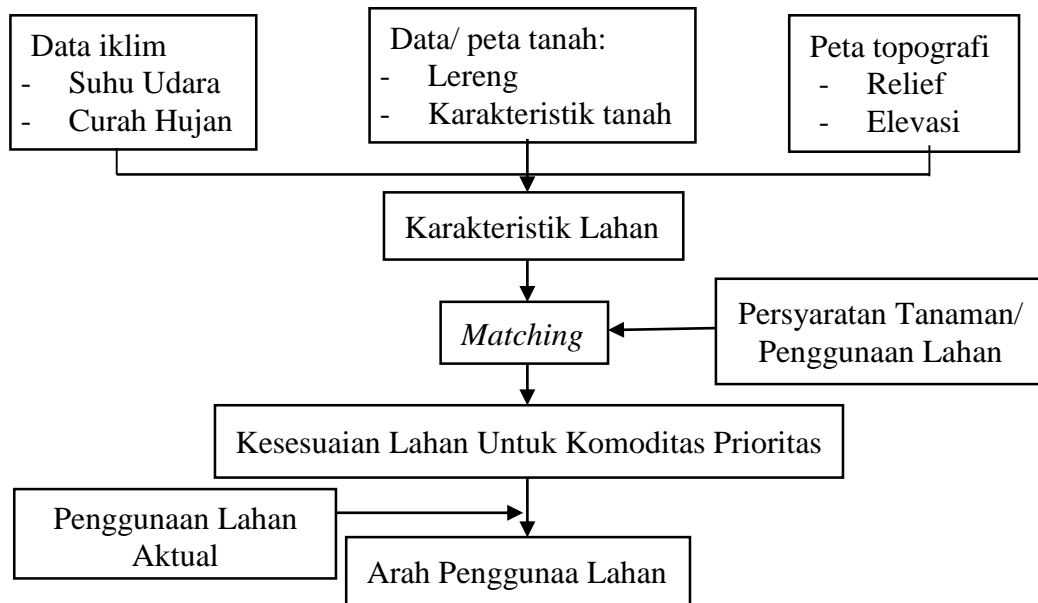 Data iklim
- Suhu Udara
- Curah Hujan
Data/ peta tanah:
- Lereng
- Karakteristik tanah
Peta topografi
- Relief
- Elevasi
Karakteristik Lahan
Matching
Persyaratan Tanaman/
Penggunaan Lahan
Kesesuaian Lahan Untuk Komoditas Prioritas
Penggunaan Lahan
Aktual
Arah Penggunaa Lahan